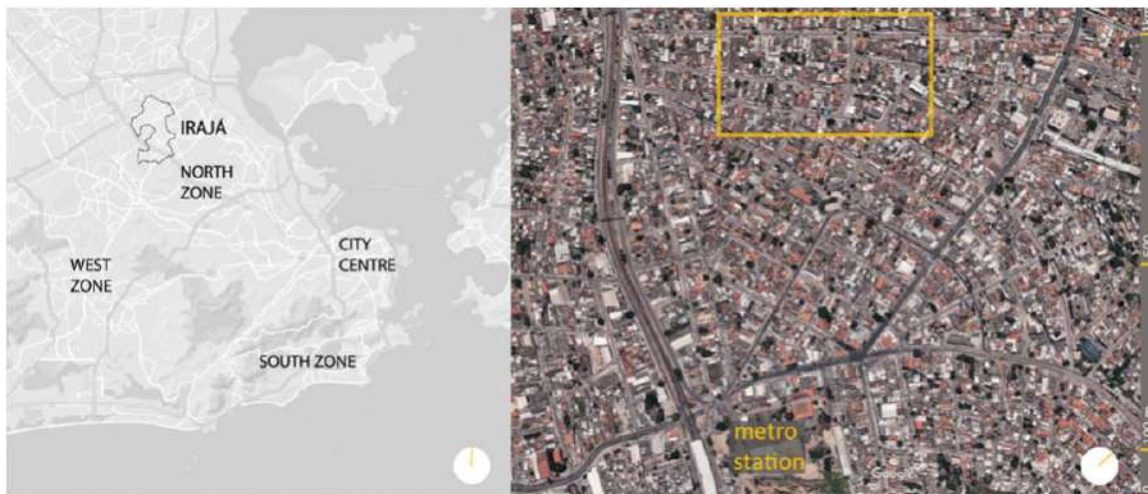 IRAJÁ
NORTH
ZONE
CITY
CENTRE
WEST
ZONE
SOUTH ZONE
metro
station